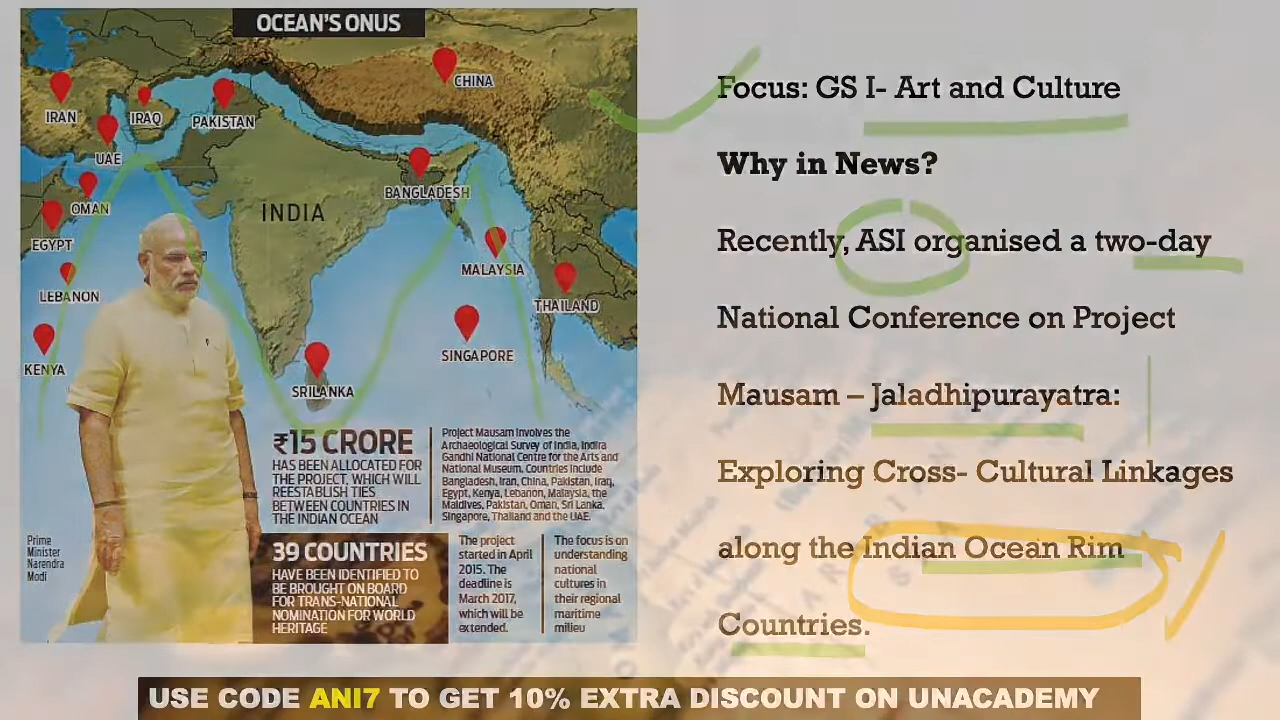 OCEAN'S ONUS
CHINA
IRAN
IRAQ
PAKISTAN
UAE
BANGLADESH
OMAN
INDIA
EGYPT
MALAYSIA
LEBANON
THAILAND
SINGAPORE
KENYA
SRILANKA
₹15 CRORE
HAS BEEN ALLOCATED FOR
THE PROJECT, WHICH WILL
REESTABLISH TIES
BETWEEN COUNTRIES IN
THE INDIAN OCEAN
Project Mausam involves the
Archaeological Survey of India, Indira
Gandhi National Centre for the Arts and
National Museum. Countries include
Bangladesh, Iran, China, Pakistan, Iraq,
Egypt, Kenya, Lebanon, Malaysia, the
Maldives, Pakistan, Oman, Sri Lanka,
Singapore, Thailand and the UAE.
Prime
Minister
Narendra
Modi
39 COUNTRIES
HAVE BEEN IDENTIFIED TO
BE BROUGHT ON BOARD
FOR TRANS-NATIONAL
NOMINATION FOR WORLD
HERITAGE
The project
started in April
2015. The
deadline is
March 2017,
which will be
extended.
The focus is on
understanding
national
cultures in
their regional
maritime
milieu
Focus: GS I- Art and Culture
Why in News?
Recently, ASI organised a two-day
National Conference on Project
Mausam – Jaladhipurayatra:
Exploring Cross- Cultural Linkages
along the Indian Ocean Rim
Countries.
USE CODE ANI7 TO GET 10% EXTRA DISCOUNT ON UNACADEMY